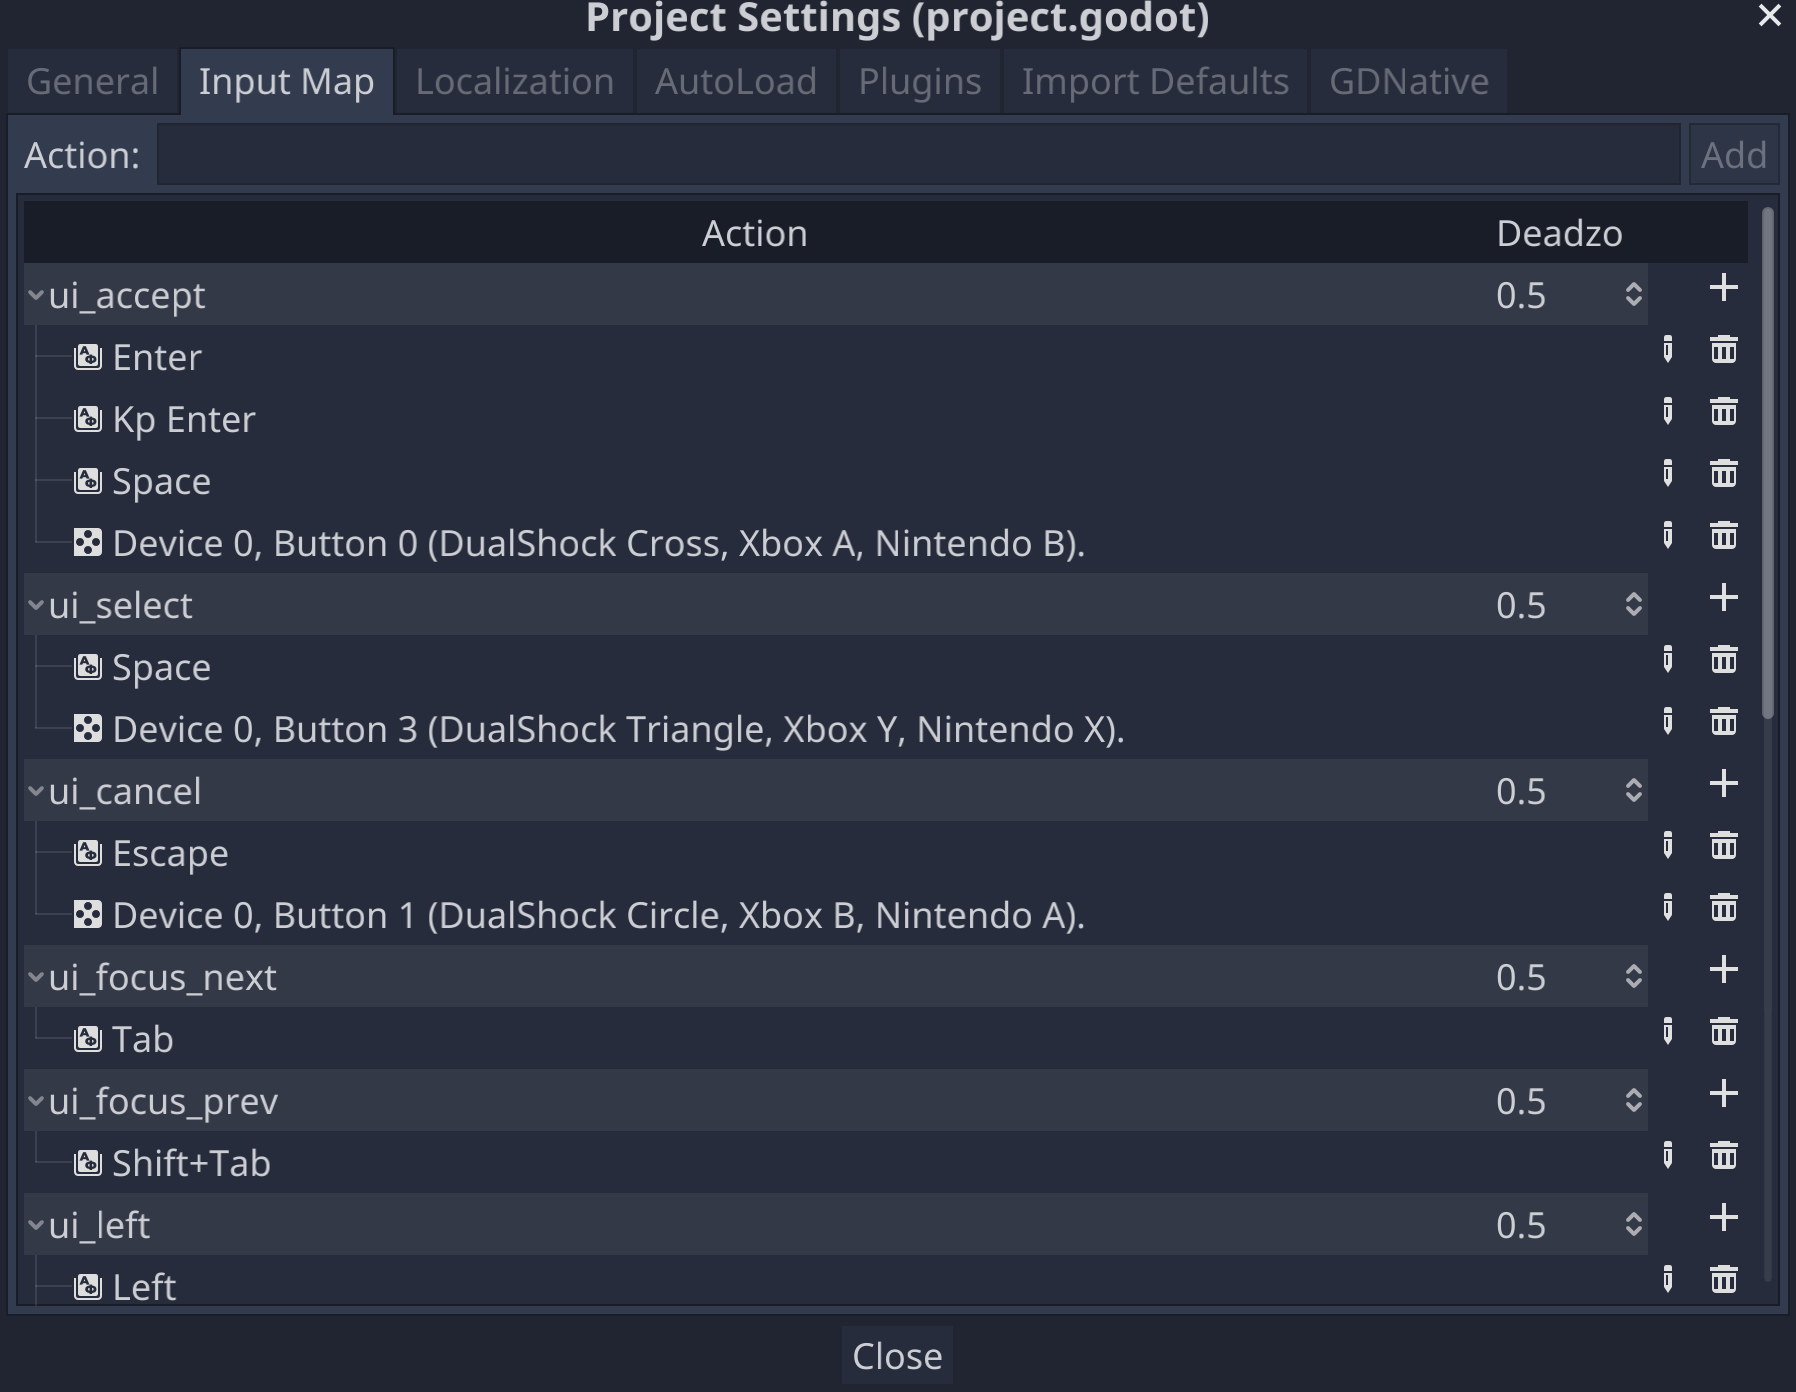 Project Settings (project.godot)
General Input Map Localization AutoLoad Plugins Import Defaults GDNative
Action: Add
Action Deadzo
ui_accept 0.5
Enter
Kp Enter
Space
Device 0, Button 0 (DualShock Cross, Xbox A, Nintendo B).
ui_select 0.5
Space
Device 0, Button 3 (DualShock Triangle, Xbox Y, Nintendo X).
ui_cancel 0.5
Escape
Device 0, Button 1 (DualShock Circle, Xbox B, Nintendo A).
ui_focus_next 0.5
Tab
ui_focus_prev 0.5
Shift+Tab
ui_left 0.5
Left
Close